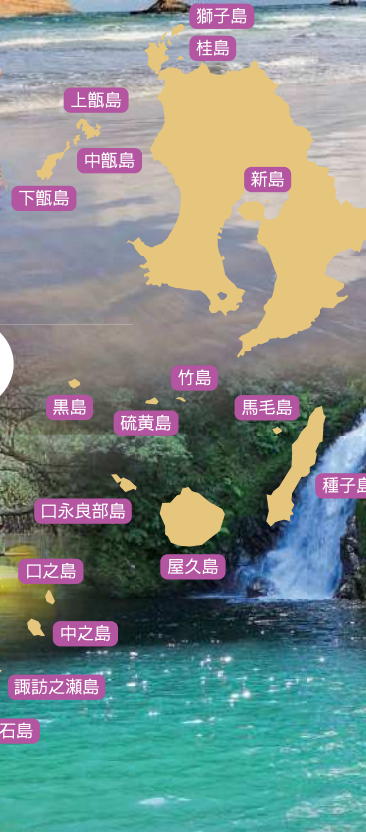 獅子島
桂島
上甑島
中甑島
新島
下甑島
竹島
黒島
馬毛島
硫黄島
種子島
口永良部島
屋久島
口之島
中之島
諏訪之瀬島
石島